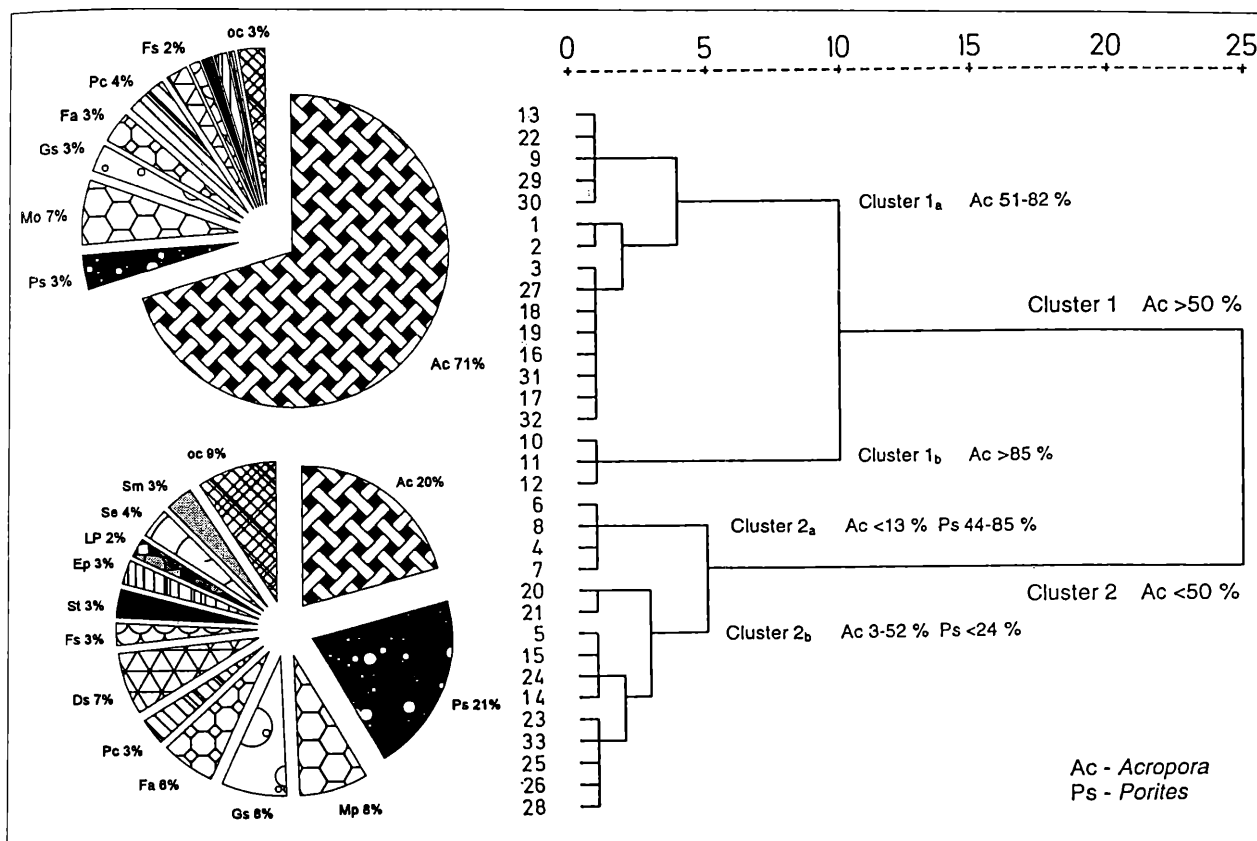 oc 3%
Fs 2%
Pc 4%
Fa 3%
Gs 3%
Mo 7%
Ps 3%
Ac 71%
oc 9%
Sm 3%
Se 4%
LP 2%
Ep 3%
St 3%
Fs 3%
Ds 7%
Pc 3%
Fa 6%
Gs 6%
Mp 6%
Ps 21%
Ac 20%
0 5 10 15 20 25
13
22
9
29
30
1
2
3
27
18
19
16
31
17
32
10
11
12
6
8
4
7
20
21
5
15
24
14
23
33
25
26
28
Cluster 1a Ac 51-82 %
Cluster 1 Ac >50 %
Cluster 1b Ac >85 %
Cluster 2a Ac <13 % Ps 44-85 %
Cluster 2 Ac <50 %
Cluster 2b Ac 3-52 % Ps <24 %
Ac - Acropora
Ps - Porites